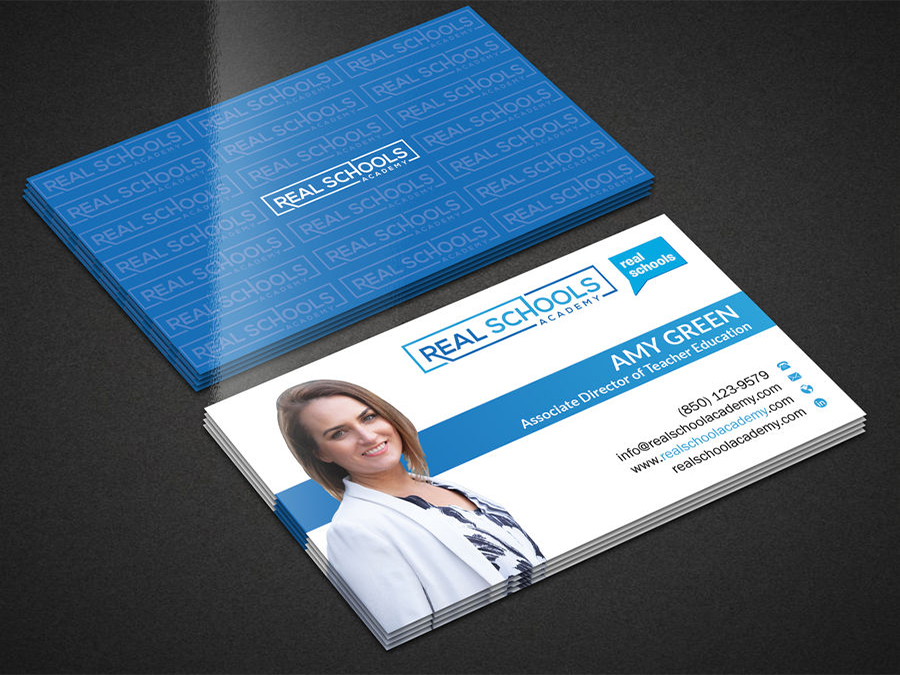 REAL SCHOOLS
ACADEMY
REAL SCHOOLS
ACADEMY
real
schools
AMY GREEN
Associate Director of Teacher Education
(850) 123-9579
info@realschoolacademy.com
www.realschoolacademy.com
realschoolacademy.com
in